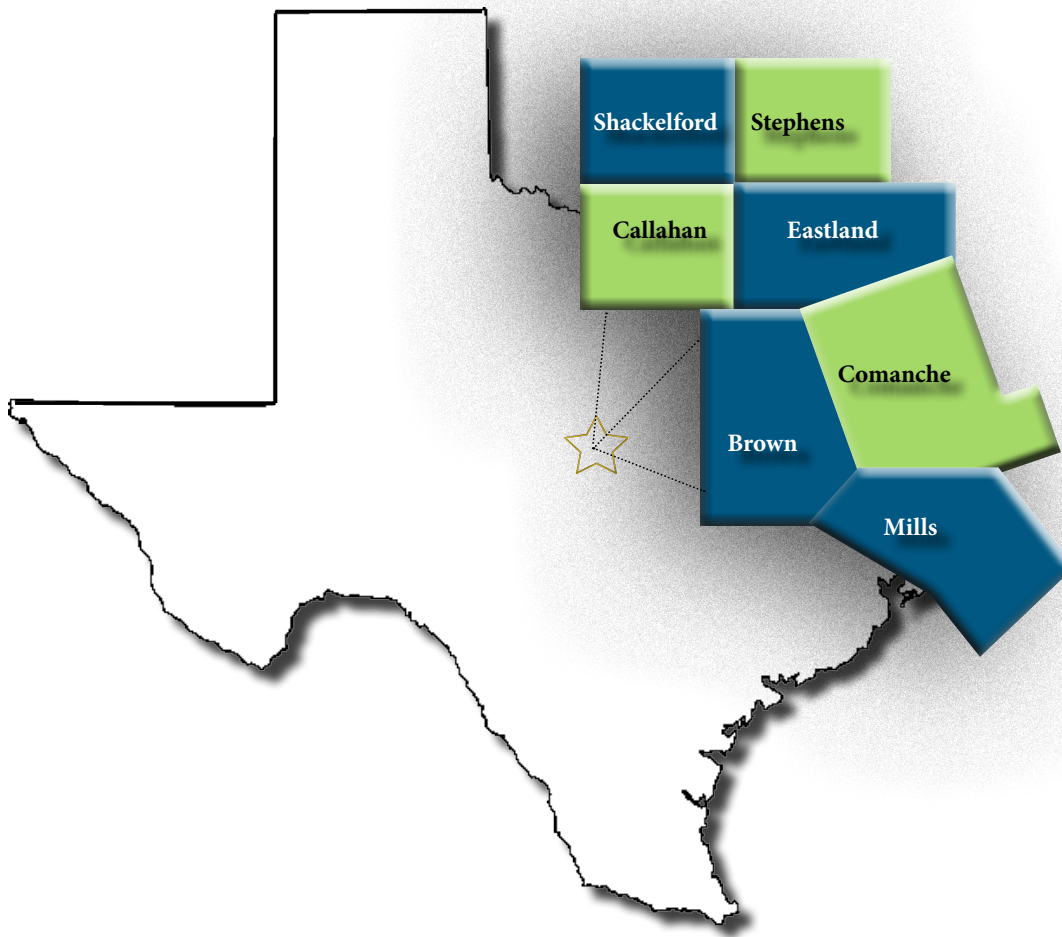 Shackelford
Stephens
Callahan
Eastland
Comanche
Brown
Mills